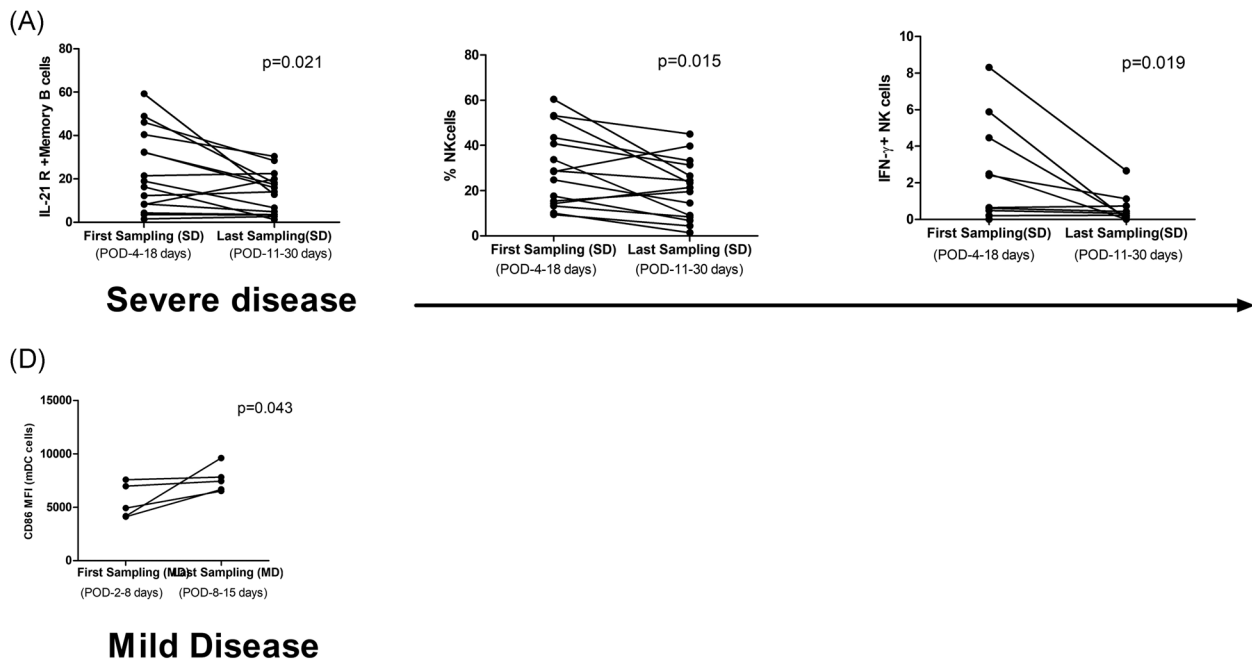 (A)
IL-21 R +Memory B cells
80
60
40
20
0
p=0.021
First Sampling (SD)
(POD-4-18 days)
Last Sampling(SD)
(POD-11-30 days)
% NKcells
80
60
40
20
0
p=0.015
First Sampling (SD)
(POD-4-18 days)
Last Sampling(SD)
(POD-11-30 days)
IFN-γ+ NK cells
10
8
6
4
2
0
p=0.019
First Sampling(SD)
(POD-4-18 days)
Last Sampling(SD)
(POD-11-30 days)
Severe disease
(D)
CD86 MFI (mDC cells)
15000
10000
5000
0
p=0.043
First Sampling (MD)
(POD-2-8 days)
Last Sampling (MD)
(POD-8-15 days)
Mild Disease